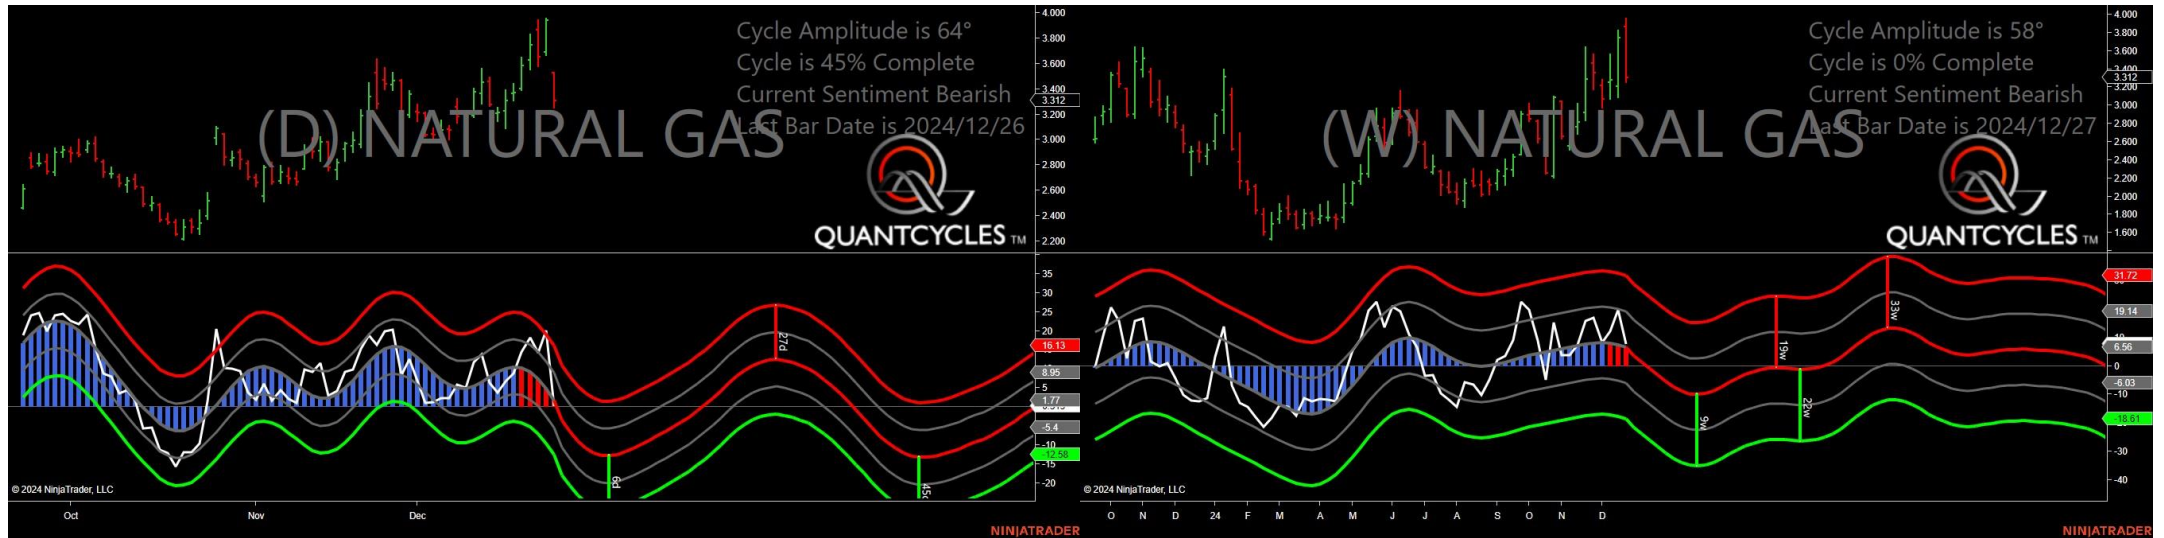 Cycle Amplitude is 64°
Cycle is 45% Complete
Current Sentiment Bearish
Last Bar Date is 2024/12/26
(D) NATURAL GAS
QUANTCYCLES TM
4.000
3.800
3.600
3.400
3.312
3.200
3.000
2.800
2.600
2.400
2.200
35
30
25
20
16.13
8.95
5
1.77
-5.4
-10
-12.58
-15
-20
27d
6d
© 2024 NinjaTrader, LLC
Oct
Nov
Dec
NINJATRADER
Cycle Amplitude is 58°
Cycle is 0% Complete
Current Sentiment Bearish
Last Bar Date is 2024/12/27
(W) NATURAL GAS
QUANTCYCLES TM
4.000
3.800
3.600
3.400
3.312
3.200
3.000
2.800
2.600
2.400
2.200
2.000
1.800
1.600
31.72
19.14
6.56
0
-6.03
-10
-18.61
-30
-40
9w
19w
22w
33w
© 2024 NinjaTrader, LLC
O N D 24 F M A M J J A S O N D
NINJATRADER